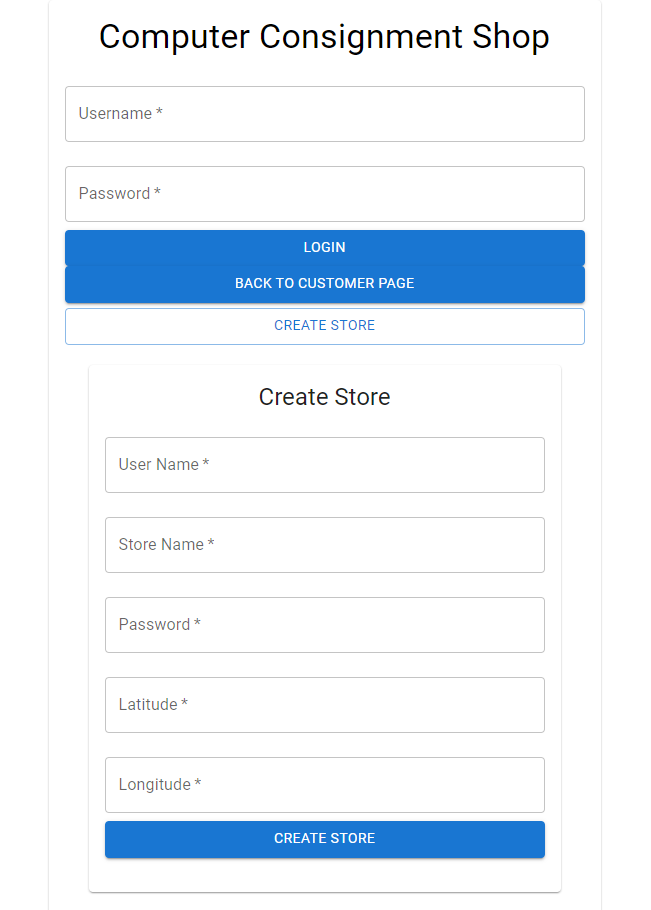 Computer Consignment Shop
Username *
Password *
LOGIN
BACK TO CUSTOMER PAGE
CREATE STORE
Create Store
User Name *
Store Name *
Password *
Latitude *
Longitude *
CREATE STORE